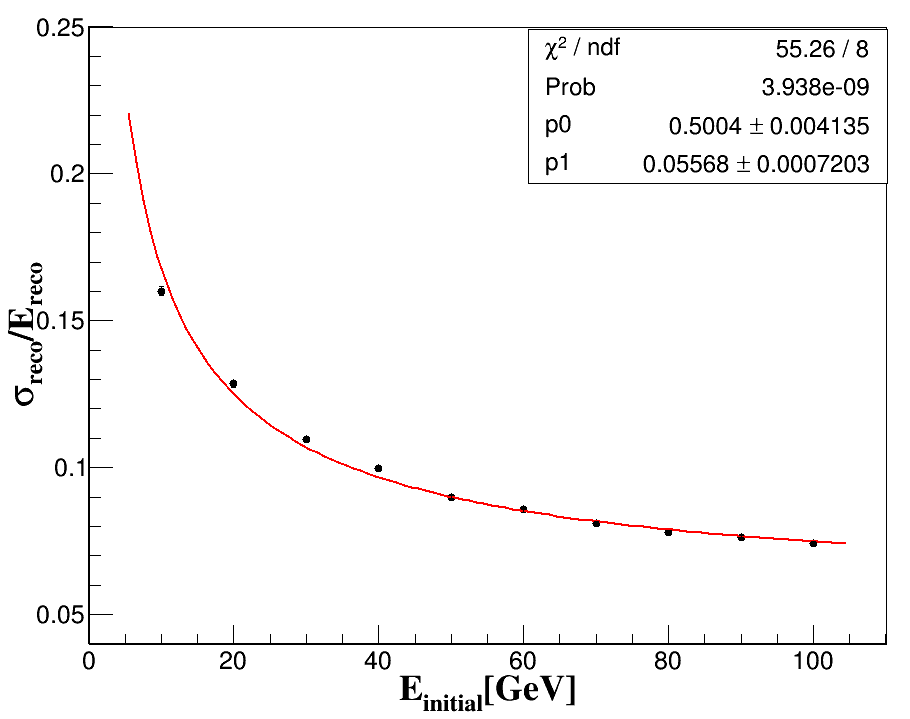 0.25
0.2
0.15
0.1
0.05
σreco/Ereco
χ² / ndf 55.26 / 8
Prob 3.938e-09
p0 0.5004 ± 0.004135
p1 0.05568 ± 0.0007203
0 20 40 60 80 100
Einitial[GeV]